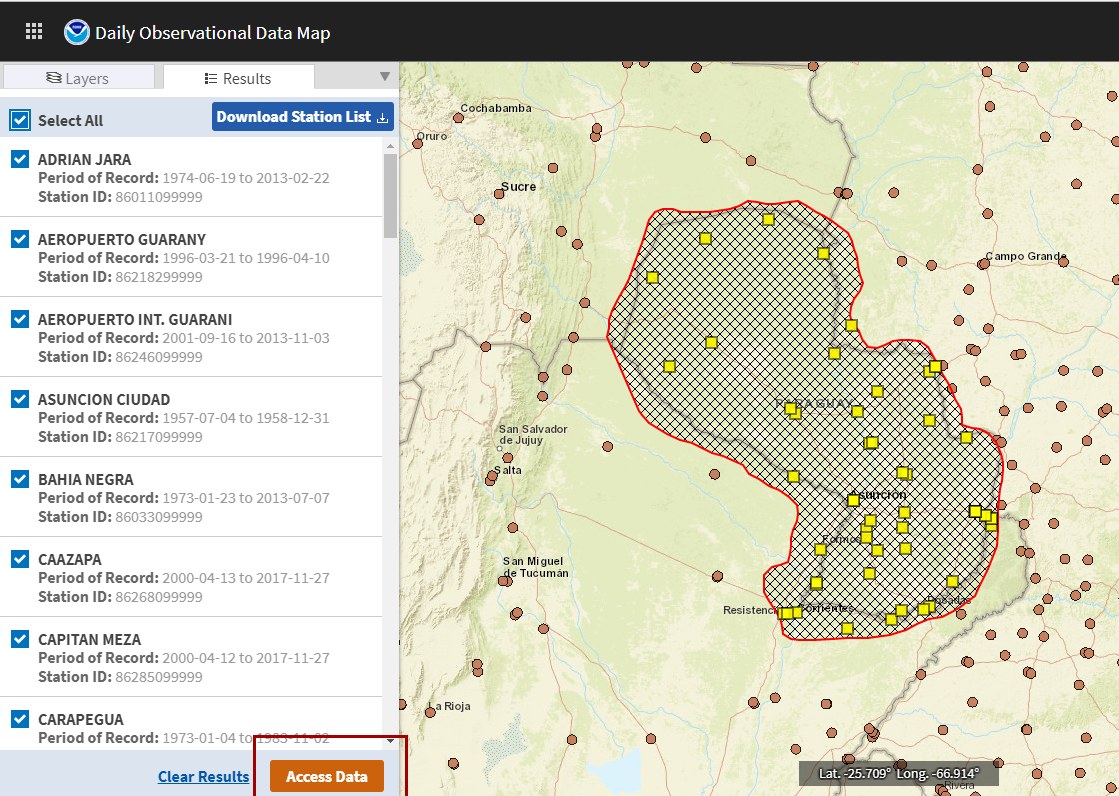 Daily Observational Data Map
Layers
Results
Select All
Download Station List
ADRIAN JARA
Period of Record: 1974-06-19 to 2013-02-22
Station ID: 86011099999
AEROPUERTO GUARANY
Period of Record: 1996-03-21 to 1996-04-10
Station ID: 86218299999
AEROPUERTO INT. GUARANI
Period of Record: 2001-09-16 to 2013-11-03
Station ID: 86246099999
ASUNCION CIUDAD
Period of Record: 1957-07-04 to 1958-12-31
Station ID: 86217099999
BAHIA NEGRA
Period of Record: 1973-01-23 to 2013-07-07
Station ID: 86033099999
CAAZAPA
Period of Record: 2000-04-13 to 2017-11-27
Station ID: 86268099999
CAPITAN MEZA
Period of Record: 2000-04-12 to 2017-11-27
Station ID: 86285099999
CARAPEGUA
Period of Record: 1973-01-04 to 1983-11-02
Clear Results
Access Data
Cochabamba
Oruro
Sucre
Campo Grande
PARAGUAY
San Salvador
de Jujuy
Salta
Asuncion
Formosa
San Miguel
de Tucumán
Resistencia
Corrientes
Posadas
La Rioja
Lat. -25.709° Long. -66.914°
Rivera